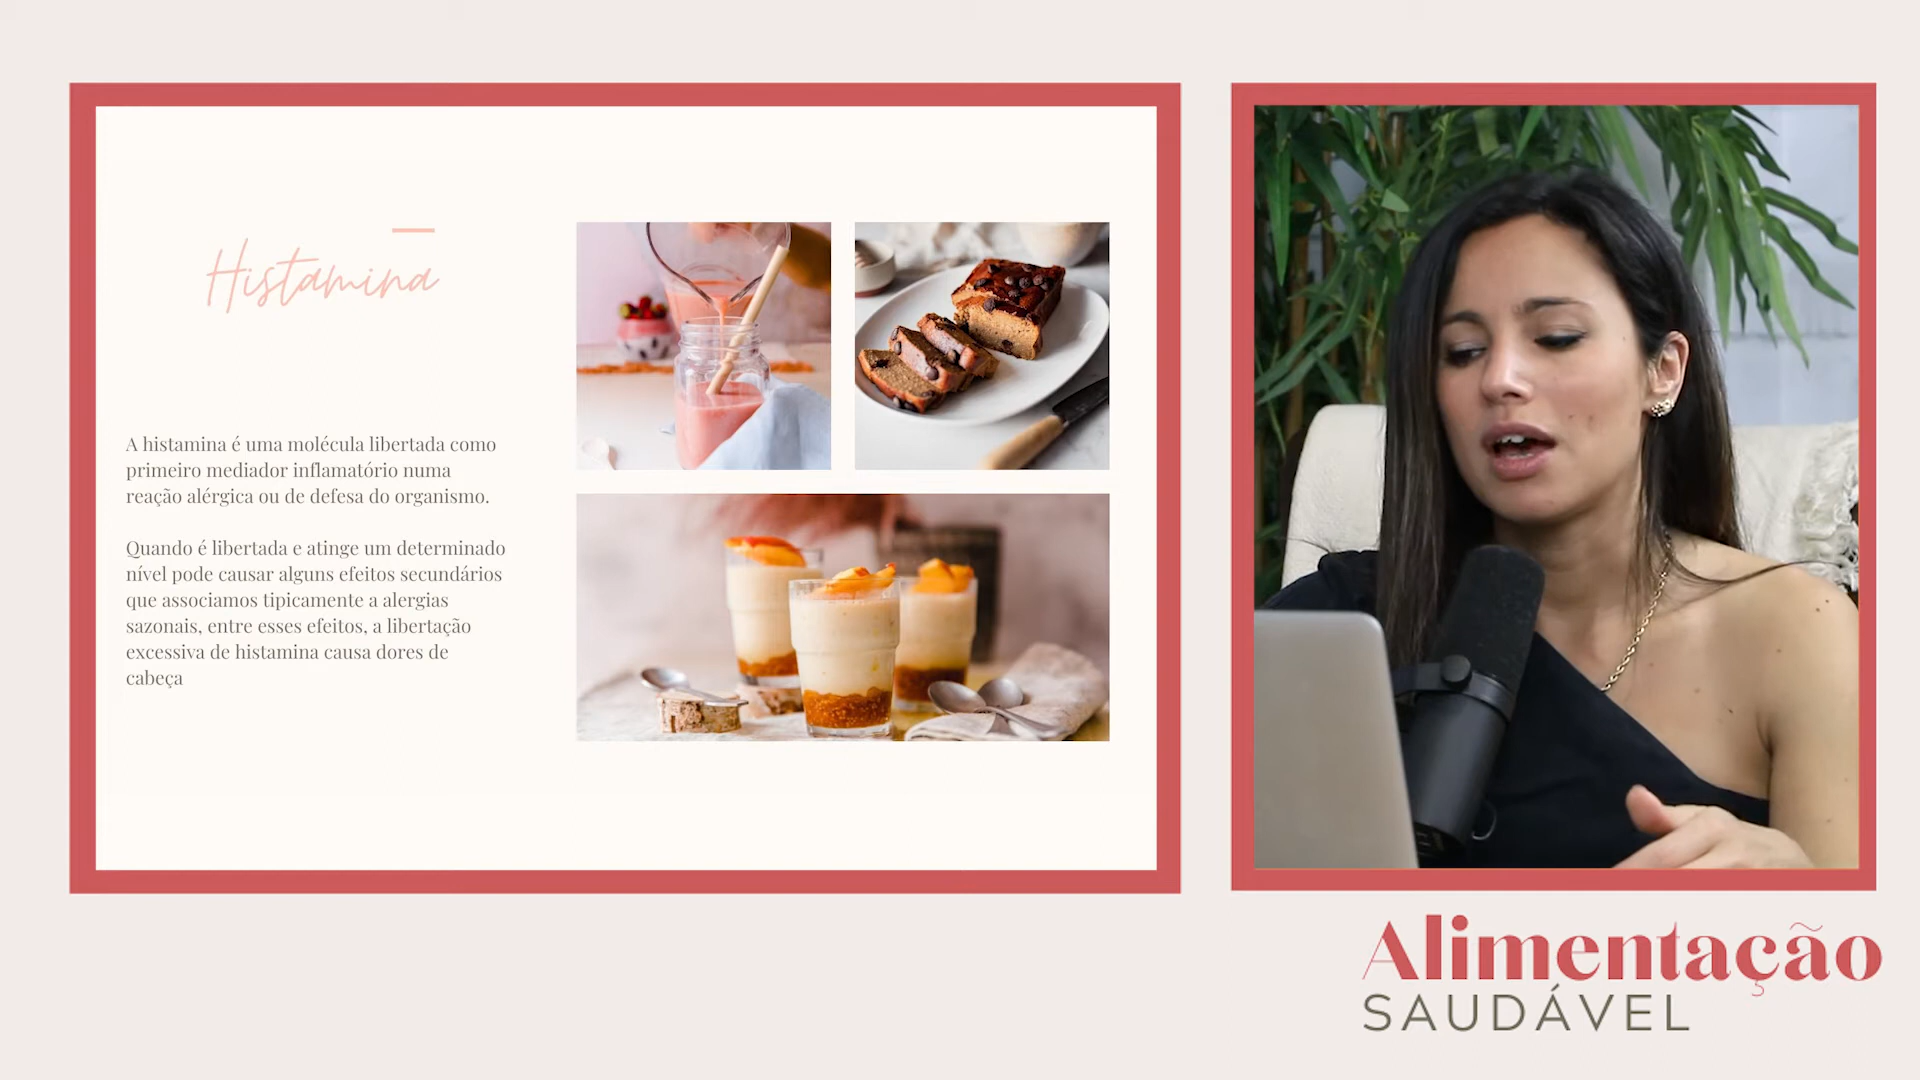 Histamina
A histamina é uma molécula libertada como
primeiro mediador inflamatório numa
reação alérgica ou de defesa do organismo.
Quando é libertada e atinge um determinado
nível pode causar alguns efeitos secundários
que associamos tipicamente a alergias
sazonais, entre esses efeitos, a libertação
excessiva de histamina causa dores de
cabeça
Alimentação
SAUDÁVEL